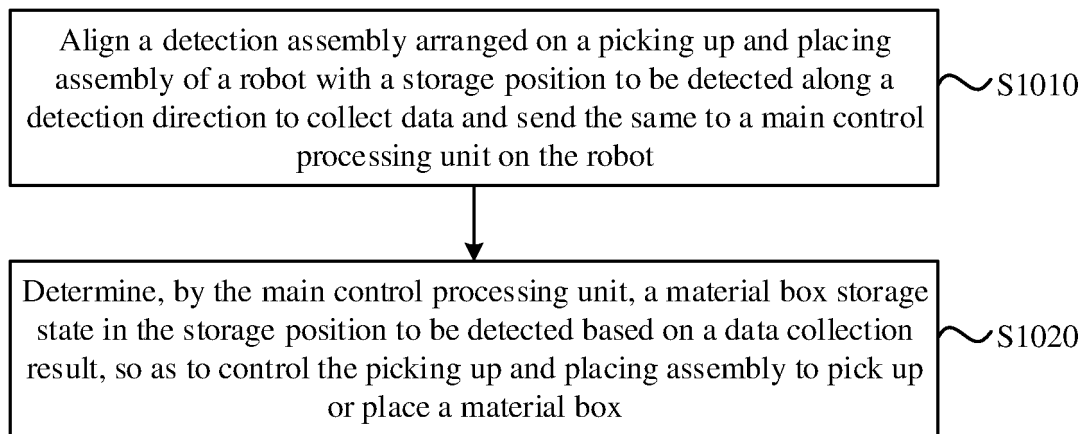 Align a detection assembly arranged on a picking up and placing
assembly of a robot with a storage position to be detected along a
detection direction to collect data and send the same to a main control
processing unit on the robot
S1010
Determine, by the main control processing unit, a material box storage
state in the storage position to be detected based on a data collection
result, so as to control the picking up and placing assembly to pick up
or place a material box
S1020